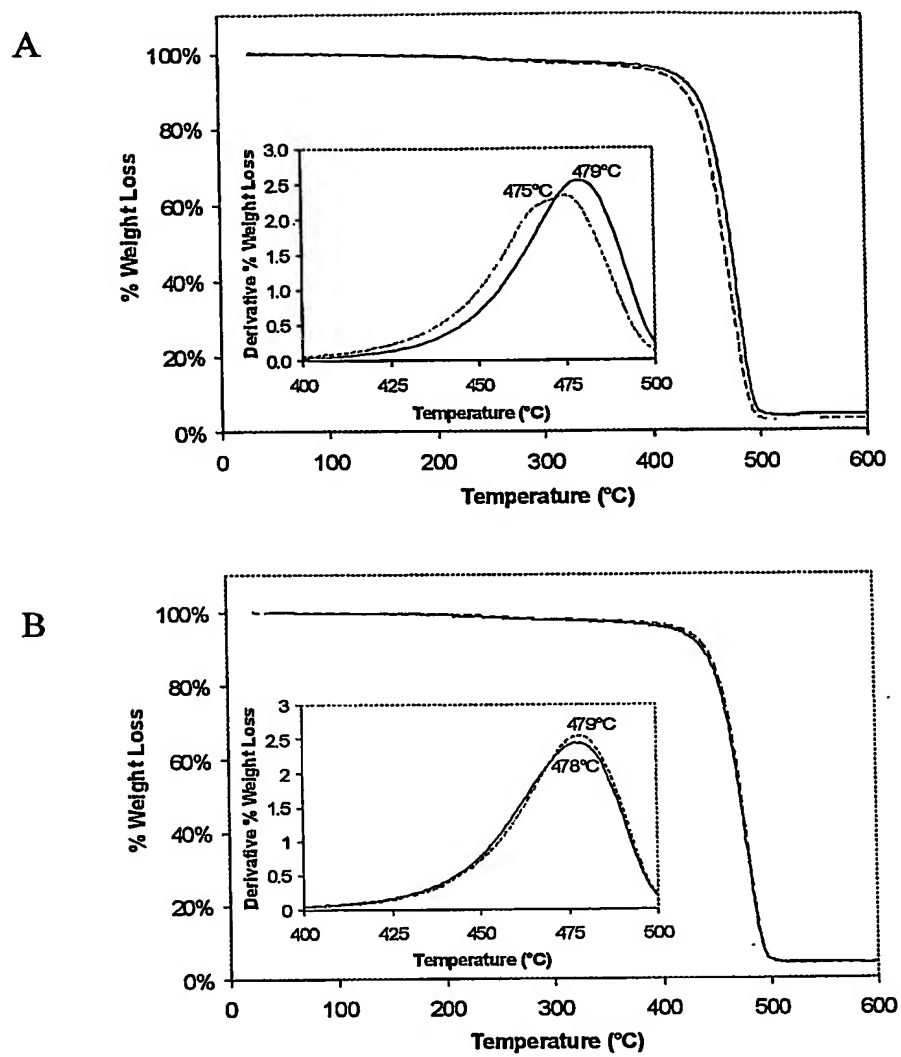 A
100%
80%
60%
40%
20%
0%
% Weight Loss
0 100 200 300 400 500 600
Temperature (°C)
3.0
2.5
2.0
1.5
1.0
0.5
0.0
Derivative % Weight Loss
475°C 479°C
400 425 450 475 500
Temperature (°C)
B
100%
80%
60%
40%
20%
0%
% Weight Loss
0 100 200 300 400 500 600
Temperature (°C)
3
2.5
2
1.5
1
0.5
0
Derivative % Weight Loss
479°C
478°C
400 425 450 475 500
Temperature (°C)